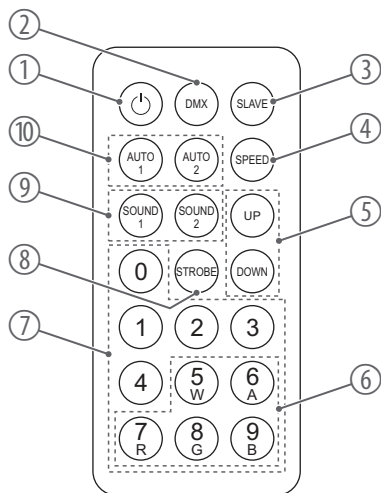 ②
①
③
DMX
SLAVE
④
⑩
AUTO 1
AUTO 2
SPEED
⑨
SOUND 1
SOUND 2
UP
⑤
⑧
0
STROBE
DOWN
⑦
1
2
3
4
5 W
6 A
⑥
7 R
8 G
9 B